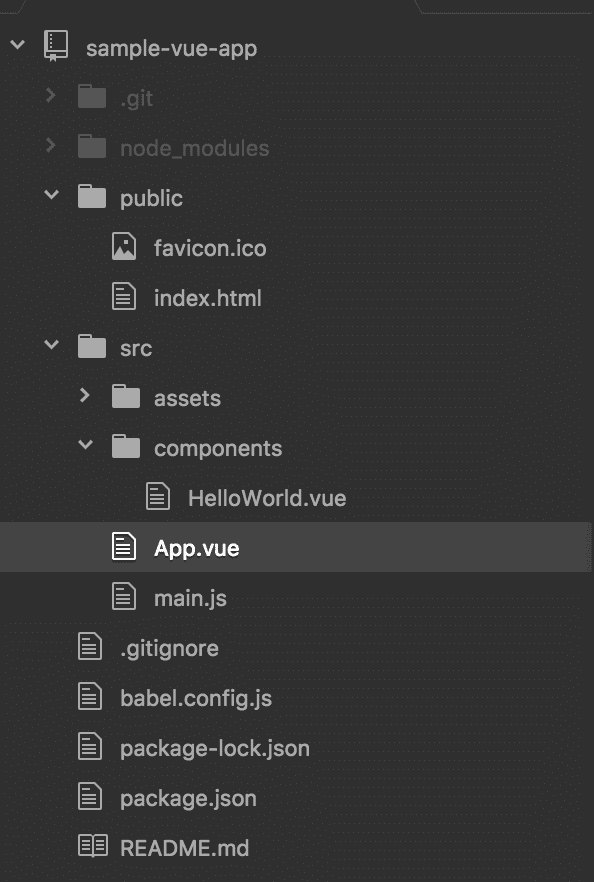 sample-vue-app
.git
node_modules
public
favicon.ico
index.html
src
assets
components
HelloWorld.vue
App.vue
main.js
.gitignore
babel.config.js
package-lock.json
package.json
README.md